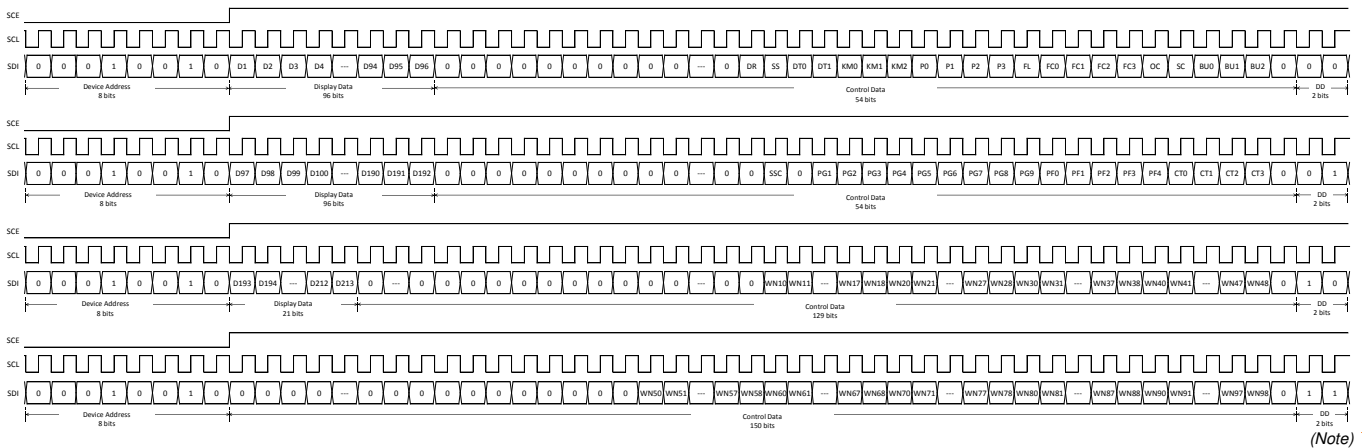 SCE
SCL
SDI 0 0 0 1 0 0 1 0 D1 D2 D3 D4 --- D94 D95 D96 0 0 0 0 0 0 0 0 0 0 --- 0 DR SS DT0 DT1 KM0 KM1 KM2 P0 P1 P2 P3 FL FC0 FC1 FC2 FC3 OC SC BU0 BU1 BU2 0 0 0
Device Address Display Data Control Data DD
8 bits 96 bits 54 bits 2 bits
SCE
SCL
SDI 0 0 0 1 0 0 1 0 D97 D98 D99 D100 --- D190 D191 D192 0 0 0 0 0 0 0 0 0 0 --- 0 0 SSC 0 PG1 PG2 PG3 PG4 PG5 PG6 PG7 PG8 PG9 PF0 PF1 PF2 PF3 PF4 CT0 CT1 CT2 CT3 0 0 1
Device Address Display Data Control Data DD
8 bits 96 bits 54 bits 2 bits
SCE
SCL
SDI 0 0 0 1 0 0 1 0 D193 D194 --- D212 D213 0 --- 0 0 0 0 0 0 0 0 0 0 0 --- 0 0 WN10 WN11 --- WN17 WN18 WN20 WN21 --- WN27 WN28 WN30 WN31 --- WN37 WN38 WN40 WN41 --- WN47 WN48 0 1 0
Device Address Display Data Control Data DD
8 bits 21 bits 129 bits 2 bits
SCE
SCL
SDI 0 0 0 1 0 0 1 0 0 0 0 0 --- 0 0 0 0 0 0 0 0 0 0 0 WN50 WN51 --- WN57 WN58 WN60 WN61 --- WN67 WN68 WN70 WN71 --- WN77 WN78 WN80 WN81 --- WN87 WN88 WN90 WN91 --- WN97 WN98 0 1 1
Device Address Control Data DD
8 bits 150 bits 2 bits
(Note)